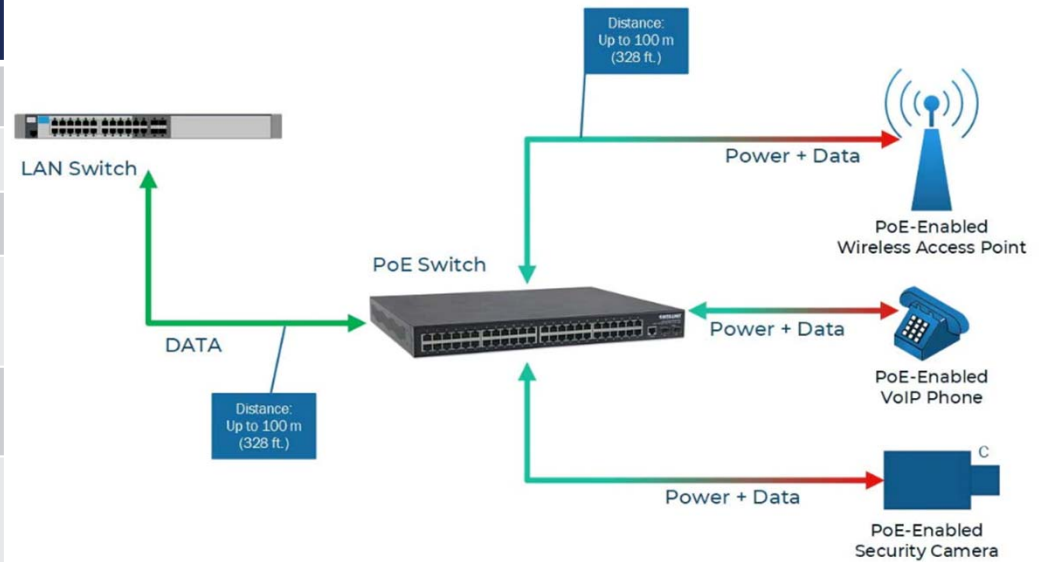 Distance:
Up to 100 m
(328 ft.)
LAN Switch
Power + Data
PoE-Enabled
Wireless Access Point
PoE Switch
DATA
Power + Data
PoE-Enabled
VoIP Phone
Distance:
Up to 100 m
(328 ft.)
C
Power + Data
PoE-Enabled
Security Camera